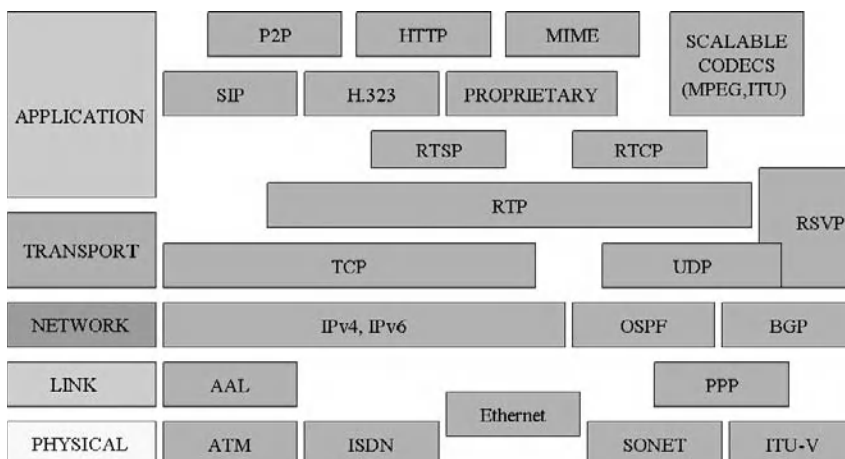 P2P
HTTP
MIME
SCALABLE
CODECS
(MPEG,ITU)
APPLICATION
SIP
H.323
PROPRIETARY
RTSP
RTCP
RTP
RSVP
TRANSPORT
TCP
UDP
NETWORK
IPv4, IPv6
OSPF
BGP
LINK
AAL
PPP
Ethernet
PHYSICAL
ATM
ISDN
SONET
ITU-V